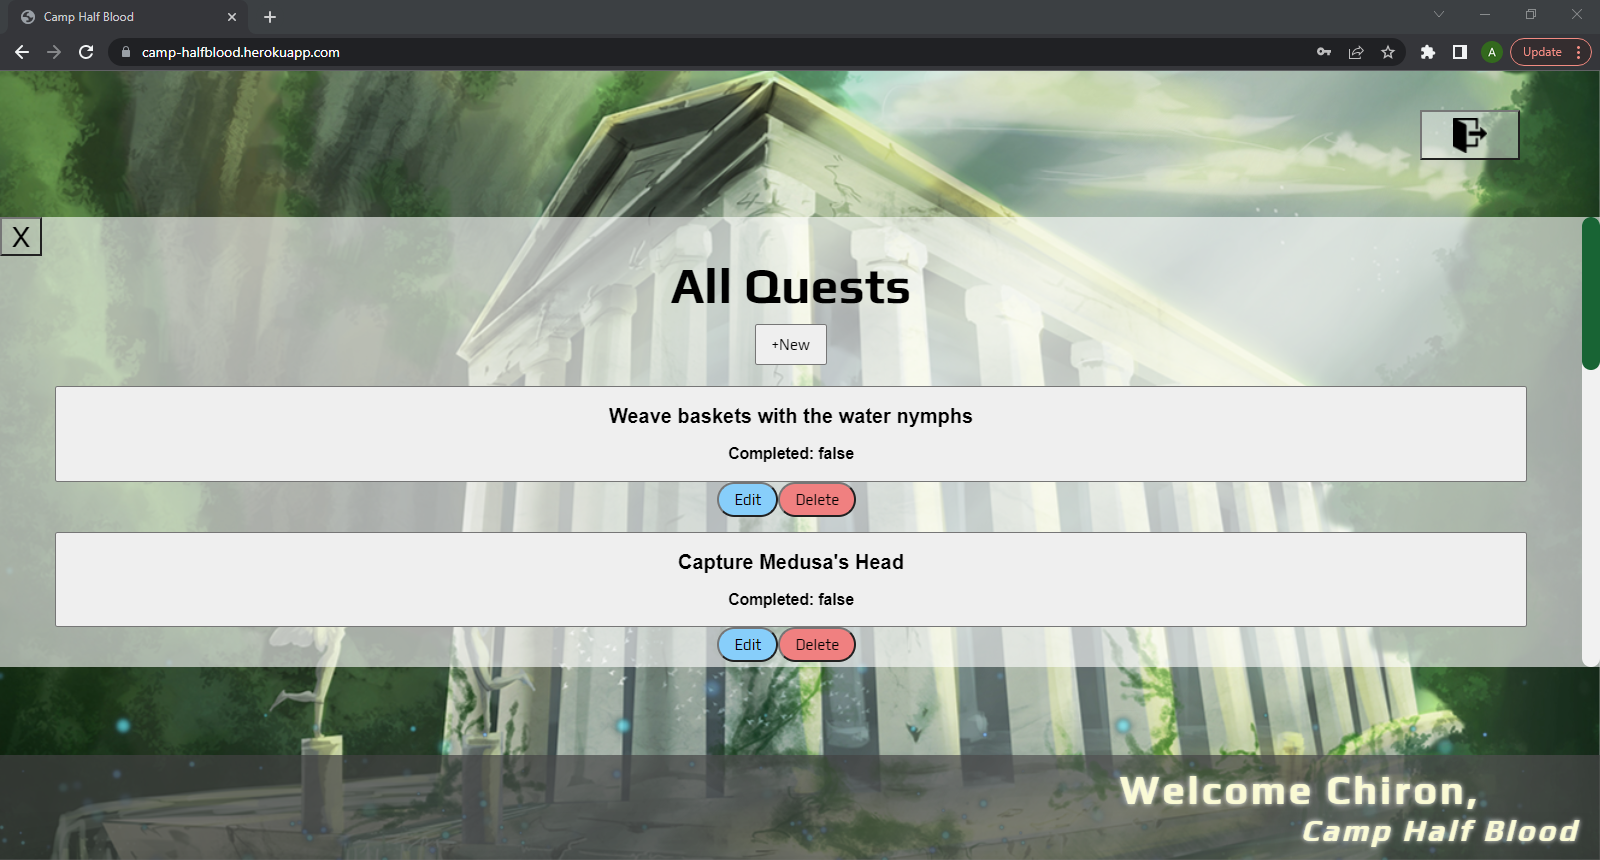 Camp Half Blood
camp-halfblood.herokuapp.com
A
Update
X
All Quests
+New
Weave baskets with the water nymphs
Completed: false
Edit Delete
Capture Medusa's Head
Completed: false
Edit Delete
Welcome Chiron,
Camp Half Blood